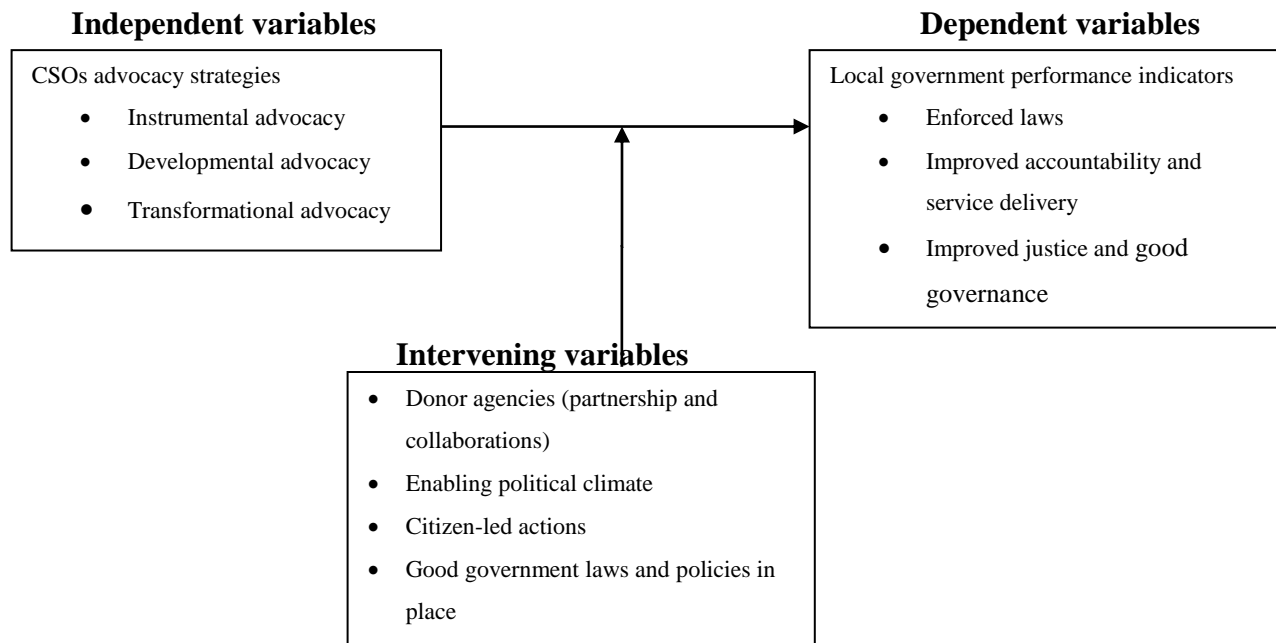 Independent variables
CSOs advocacy strategies
• Instrumental advocacy
• Developmental advocacy
• Transformational advocacy
Dependent variables
Local government performance indicators
• Enforced laws
• Improved accountability and
service delivery
• Improved justice and good
governance
Intervening variables
• Donor agencies (partnership and
collaborations)
• Enabling political climate
• Citizen-led actions
• Good government laws and policies in
place